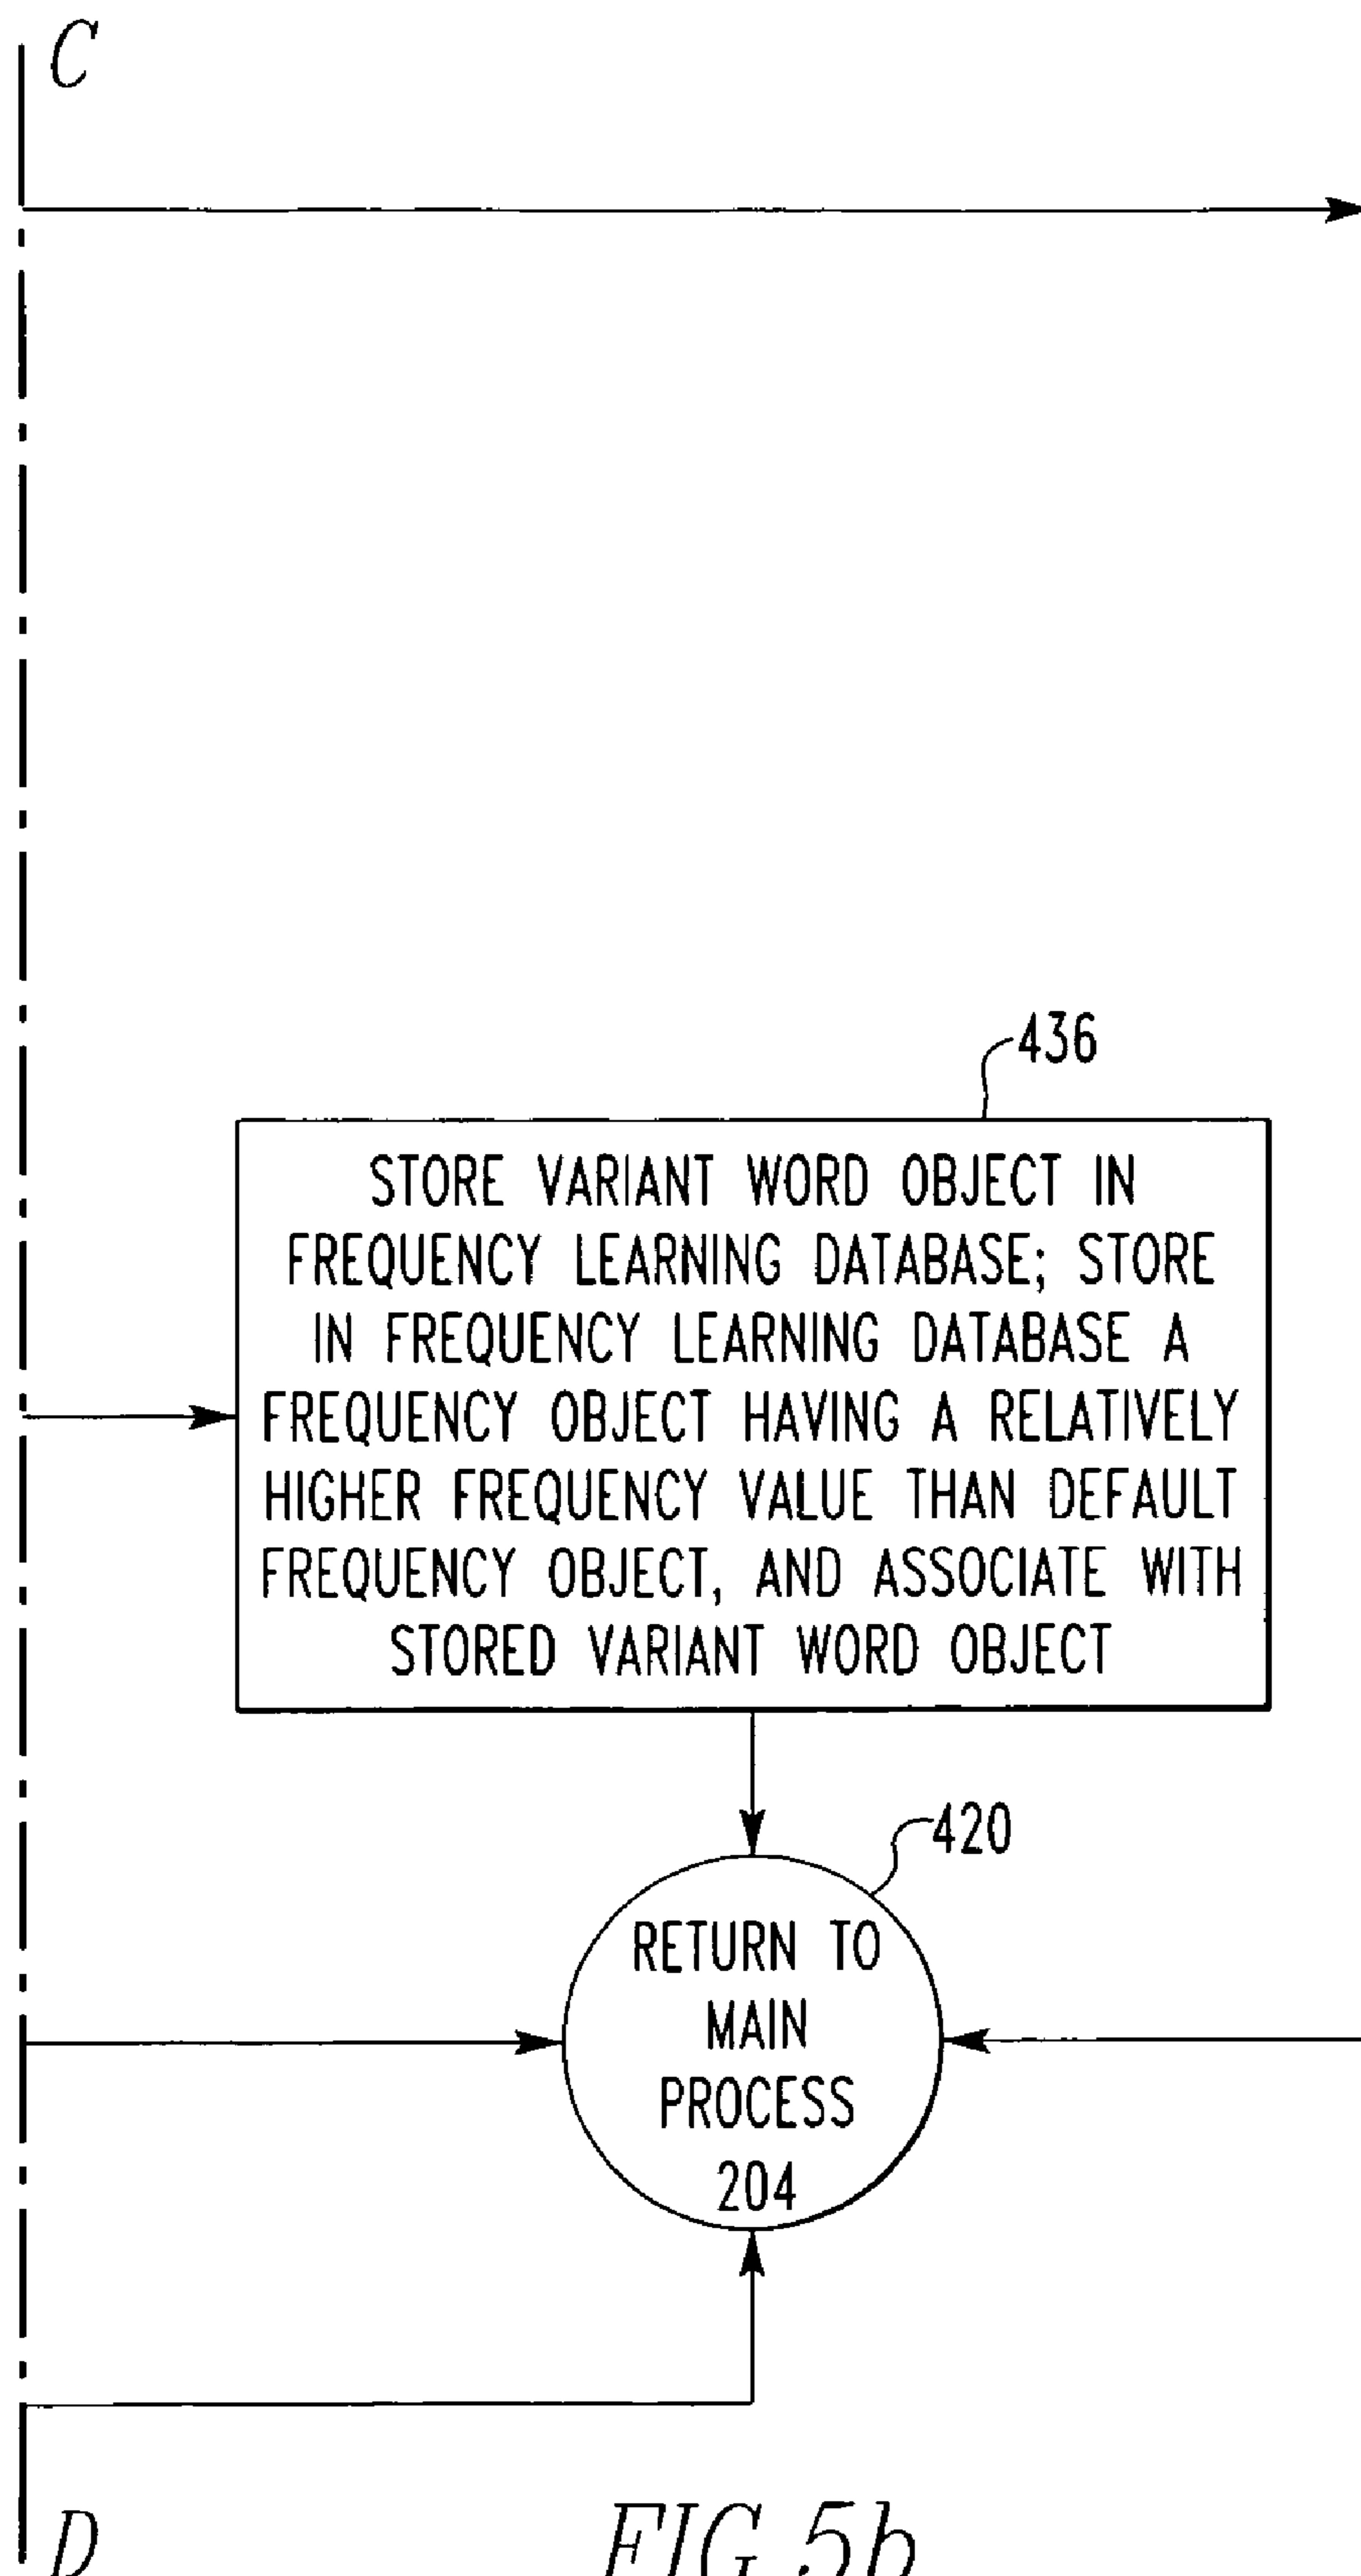 C
436
STORE VARIANT WORD OBJECT IN
FREQUENCY LEARNING DATABASE; STORE
IN FREQUENCY LEARNING DATABASE A
FREQUENCY OBJECT HAVING A RELATIVELY
HIGHER FREQUENCY VALUE THAN DEFAULT
FREQUENCY OBJECT, AND ASSOCIATE WITH
STORED VARIANT WORD OBJECT
420
RETURN TO
MAIN
PROCESS
204
D
FIG.5b